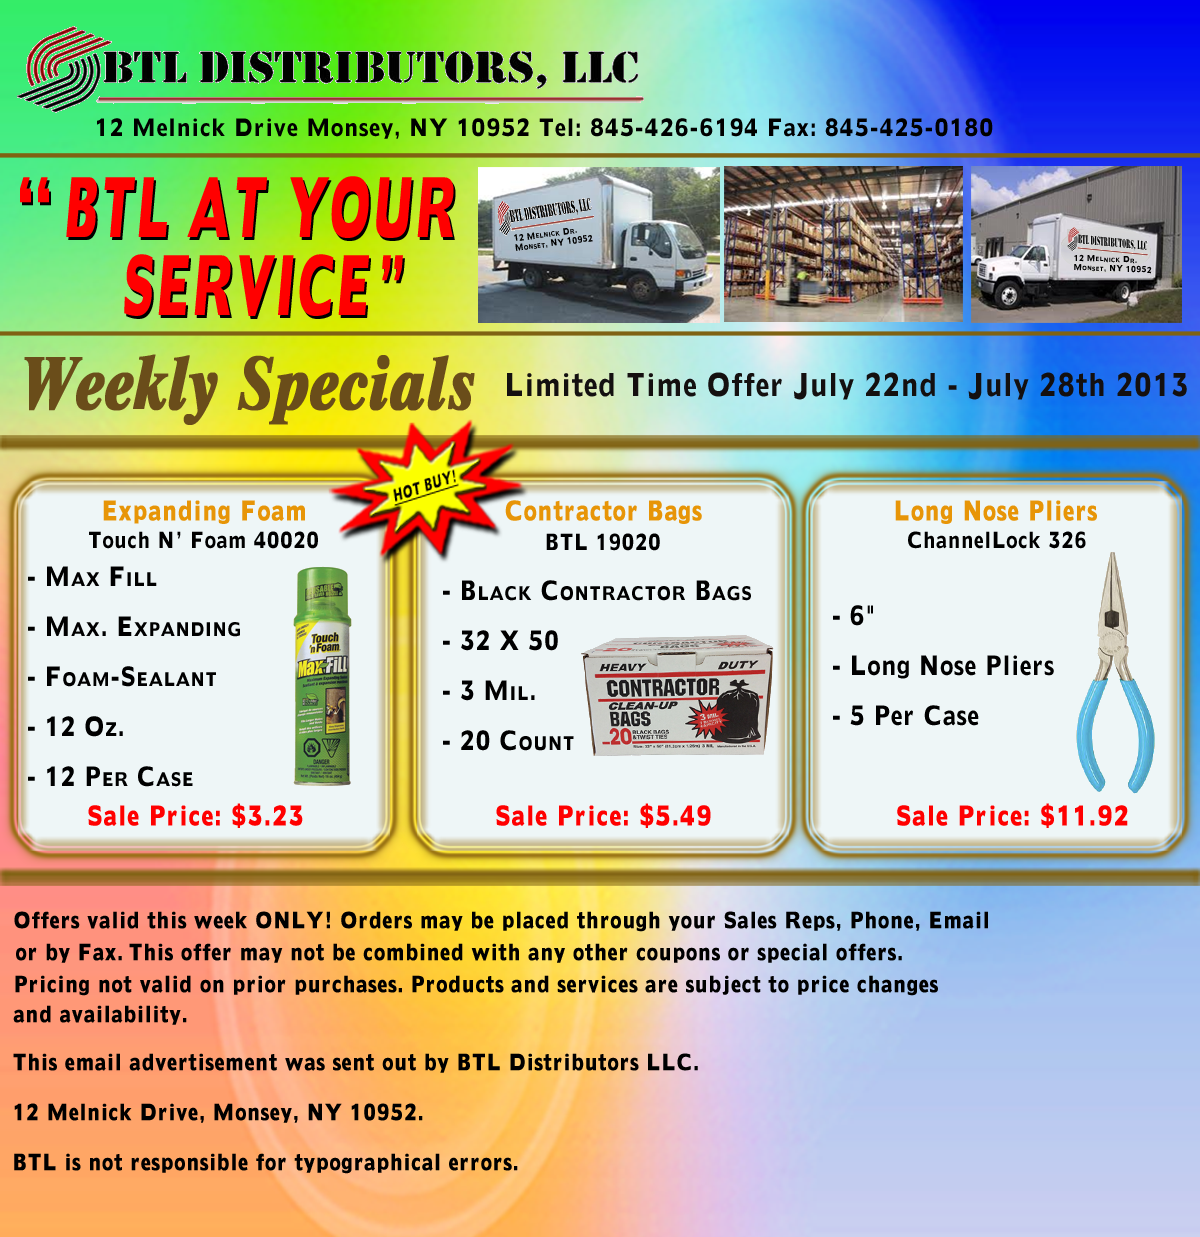 BTL DISTRIBUTORS, LLC
12 Melnick Drive Monsey, NY 10952 Tel: 845-426-6194 Fax: 845-425-0180
“BTL AT YOUR
SERVICE”
BTL DISTRIBUTORS, LLC
12 MELNICK DR.
MONSET, NY 10952
BTL DISTRIBUTORS, LLC
12 MELNICK DR.
MONSET, NY 10952
Weekly Specials
Limited Time Offer July 22nd - July 28th 2013
HOT BUY!
Expanding Foam
Touch N’ Foam 40020
- MAX FILL
- MAX. EXPANDING
- FOAM-SEALANT
- 12 OZ.
- 12 PER CASE
Touch
'n Foam
Max Fill
DANGER
Sale Price: $3.23
Contractor Bags
BTL 19020
- BLACK CONTRACTOR BAGS
- 32 X 50
- 3 MIL.
- 20 COUNT
HEAVY DUTY
CONTRACTOR
CLEAN-UP
BAGS
20 BLACK BAGS
& TWIST TIES
3 MIL
Sale Price: $5.49
Long Nose Pliers
ChannelLock 326
- 6"
- Long Nose Pliers
- 5 Per Case
Sale Price: $11.92
Offers valid this week ONLY! Orders may be placed through your Sales Reps, Phone, Email
or by Fax. This offer may not be combined with any other coupons or special offers.
Pricing not valid on prior purchases. Products and services are subject to price changes
and availability.
This email advertisement was sent out by BTL Distributors LLC.
12 Melnick Drive, Monsey, NY 10952.
BTL is not responsible for typographical errors.